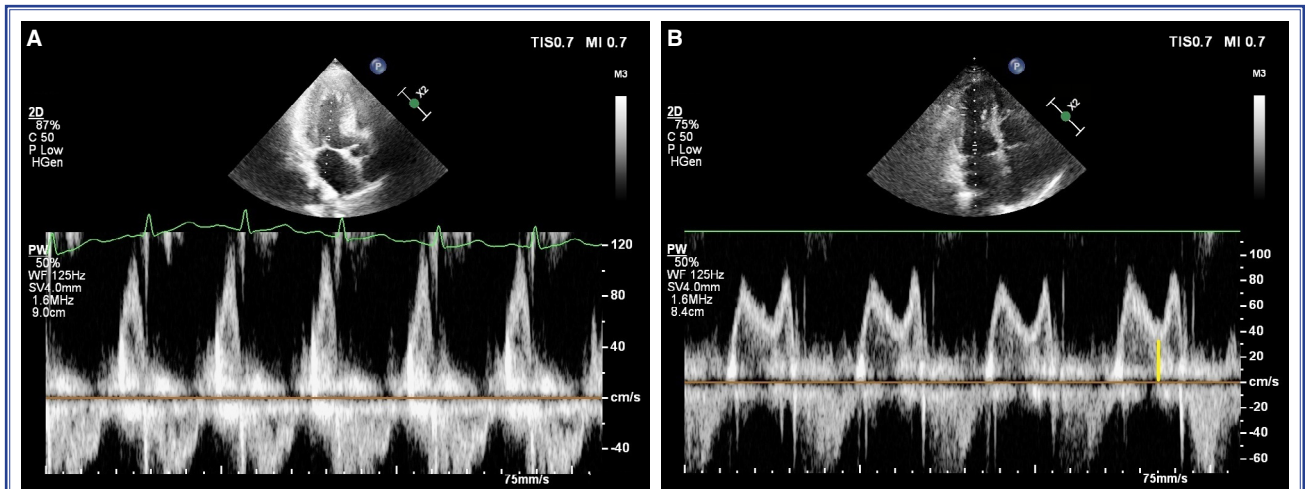 A
TIS0.7 MI 0.7
P
X2
M3
2D
87%
C 50
P Low
HGen
PW
50%
WF 125Hz
SV4.0mm
1.6MHz
9.0cm
120
80
40
cm/s
-40
75mm/s
B
TIS0.7 MI 0.7
P
X2
M3
2D
75%
C 50
P Low
HGen
PW
50%
WF 125Hz
SV4.0mm
1.6MHz
8.4cm
100
80
60
40
20
cm/s
-20
-40
-60
75mm/s